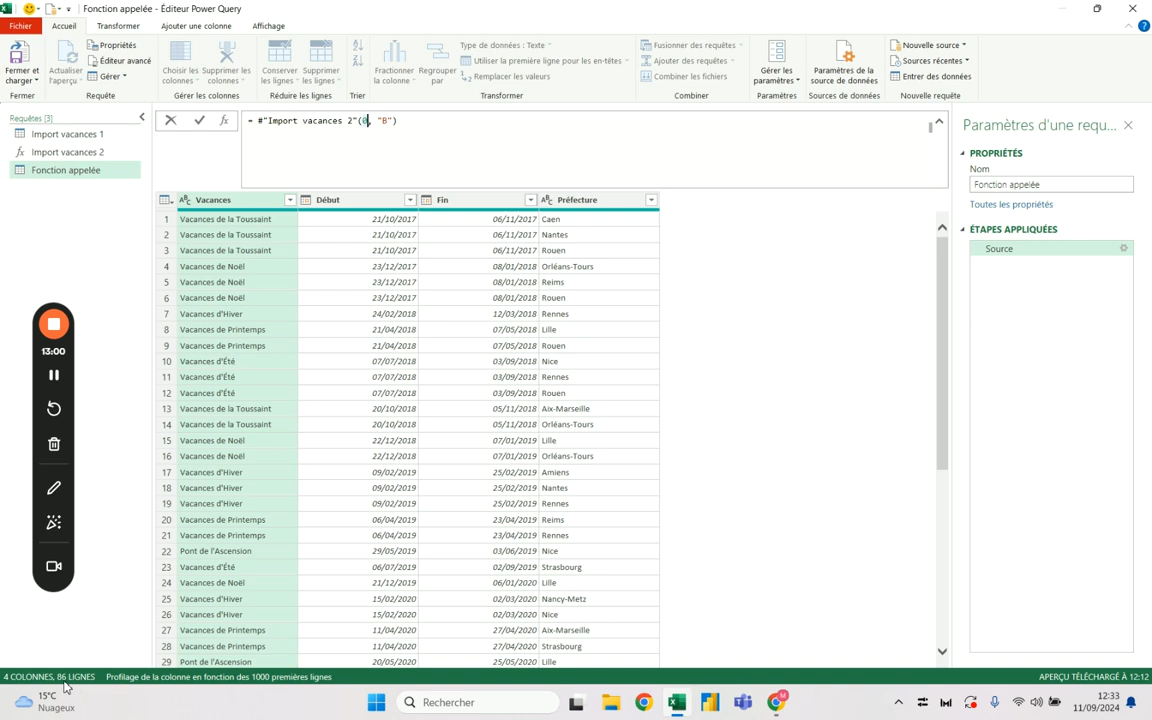 Fonction appelée - Éditeur Power Query
Fichier Accueil Transformer Ajouter une colonne Affichage
Fermer et charger Actualiser l'aperçu Propriétés Éditeur avancé Gérer Choisir les colonnes Supprimer les colonnes Conserver les lignes Supprimer les lignes Fractionner la colonne Regrouper par Type de données : Texte Utiliser la première ligne pour les en-têtes Remplacer les valeurs Fusionner des requêtes Ajouter des requêtes Combiner les fichiers Gérer les paramètres Paramètres de la source de données Nouvelle source Sources récentes Entrer des données
Fermer Requête Gérer les colonnes Réduire les lignes Trier Transformer Combiner Paramètres Sources de données Nouvelle requête
Requêtes [3]
Import vacances 1
Import vacances 2
Fonction appelée
= #"Import vacances 2"(0, "B")
Vacances Début Fin Préfecture
1 Vacances de la Toussaint 21/10/2017 06/11/2017 Caen
2 Vacances de la Toussaint 21/10/2017 06/11/2017 Nantes
3 Vacances de la Toussaint 21/10/2017 06/11/2017 Rouen
4 Vacances de Noël 23/12/2017 08/01/2018 Orléans-Tours
5 Vacances de Noël 23/12/2017 08/01/2018 Reims
6 Vacances de Noël 23/12/2017 08/01/2018 Rouen
7 Vacances d'Hiver 24/02/2018 12/03/2018 Rennes
8 Vacances de Printemps 21/04/2018 07/05/2018 Lille
9 Vacances de Printemps 21/04/2018 07/05/2018 Rouen
10 Vacances d'Été 07/07/2018 03/09/2018 Nice
11 Vacances d'Été 07/07/2018 03/09/2018 Rennes
12 Vacances d'Été 07/07/2018 03/09/2018 Rouen
13 Vacances de la Toussaint 20/10/2018 05/11/2018 Aix-Marseille
14 Vacances de la Toussaint 20/10/2018 05/11/2018 Orléans-Tours
15 Vacances de Noël 22/12/2018 07/01/2019 Lille
16 Vacances de Noël 22/12/2018 07/01/2019 Orléans-Tours
17 Vacances d'Hiver 09/02/2019 25/02/2019 Amiens
18 Vacances d'Hiver 09/02/2019 25/02/2019 Nantes
19 Vacances d'Hiver 09/02/2019 25/02/2019 Rennes
20 Vacances de Printemps 06/04/2019 23/04/2019 Reims
21 Vacances de Printemps 06/04/2019 23/04/2019 Rennes
22 Pont de l'Ascension 29/05/2019 03/06/2019 Nice
23 Vacances d'Été 06/07/2019 02/09/2019 Strasbourg
24 Vacances de Noël 21/12/2019 06/01/2020 Lille
25 Vacances d'Hiver 15/02/2020 02/03/2020 Nancy-Metz
26 Vacances d'Hiver 15/02/2020 02/03/2020 Nice
27 Vacances de Printemps 11/04/2020 27/04/2020 Aix-Marseille
28 Vacances de Printemps 11/04/2020 27/04/2020 Strasbourg
29 Pont de l'Ascension 20/05/2020 25/05/2020 Lille
Paramètres d'une requ...
PROPRIÉTÉS
Nom
Fonction appelée
Toutes les propriétés
ÉTAPES APPLIQUÉES
Source
13:00
4 COLONNES, 86 LIGNES Profilage de la colonne en fonction des 1000 premières lignes APERÇU TÉLÉCHARGÉ À 12:12
15°C
Nuageux
Rechercher
12:33
11/09/2024